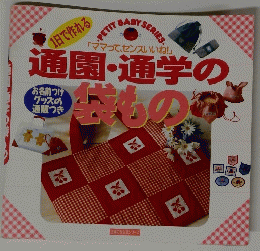 1日で作れる
PETIT BABY SERIES
「ママって、センスいいね!」
通園・通学の
袋もの
お名前つけ
グッズの
通販つき